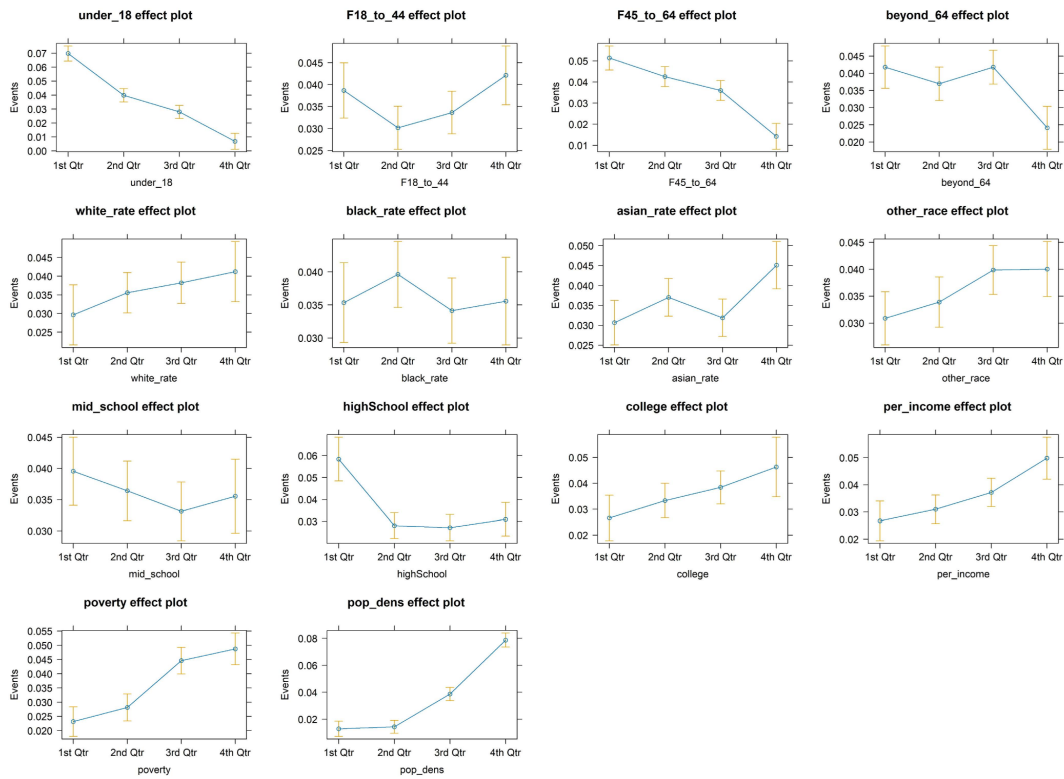 under_18 effect plot
Events
0.07
0.06
0.05
0.04
0.03
0.02
0.01
0.00
1st Qtr 2nd Qtr 3rd Qtr 4th Qtr
under_18
F18_to_44 effect plot
Events
0.045
0.040
0.035
0.030
0.025
1st Qtr 2nd Qtr 3rd Qtr 4th Qtr
F18_to_44
F45_to_64 effect plot
Events
0.05
0.04
0.03
0.02
0.01
1st Qtr 2nd Qtr 3rd Qtr 4th Qtr
F45_to_64
beyond_64 effect plot
Events
0.045
0.040
0.035
0.030
0.025
0.020
1st Qtr 2nd Qtr 3rd Qtr 4th Qtr
beyond_64
white_rate effect plot
Events
0.045
0.040
0.035
0.030
0.025
1st Qtr 2nd Qtr 3rd Qtr 4th Qtr
white_rate
black_rate effect plot
Events
0.040
0.035
0.030
1st Qtr 2nd Qtr 3rd Qtr 4th Qtr
black_rate
asian_rate effect plot
Events
0.050
0.045
0.040
0.035
0.030
0.025
1st Qtr 2nd Qtr 3rd Qtr 4th Qtr
asian_rate
other_race effect plot
Events
0.045
0.040
0.035
0.030
1st Qtr 2nd Qtr 3rd Qtr 4th Qtr
other_race
mid_school effect plot
Events
0.045
0.040
0.035
0.030
1st Qtr 2nd Qtr 3rd Qtr 4th Qtr
mid_school
highSchool effect plot
Events
0.06
0.05
0.04
0.03
1st Qtr 2nd Qtr 3rd Qtr 4th Qtr
highSchool
college effect plot
Events
0.05
0.04
0.03
0.02
1st Qtr 2nd Qtr 3rd Qtr 4th Qtr
college
per_income effect plot
Events
0.05
0.04
0.03
0.02
1st Qtr 2nd Qtr 3rd Qtr 4th Qtr
per_income
poverty effect plot
Events
0.055
0.050
0.045
0.040
0.035
0.030
0.025
0.020
1st Qtr 2nd Qtr 3rd Qtr 4th Qtr
poverty
pop_dens effect plot
Events
0.08
0.06
0.04
0.02
1st Qtr 2nd Qtr 3rd Qtr 4th Qtr
pop_dens